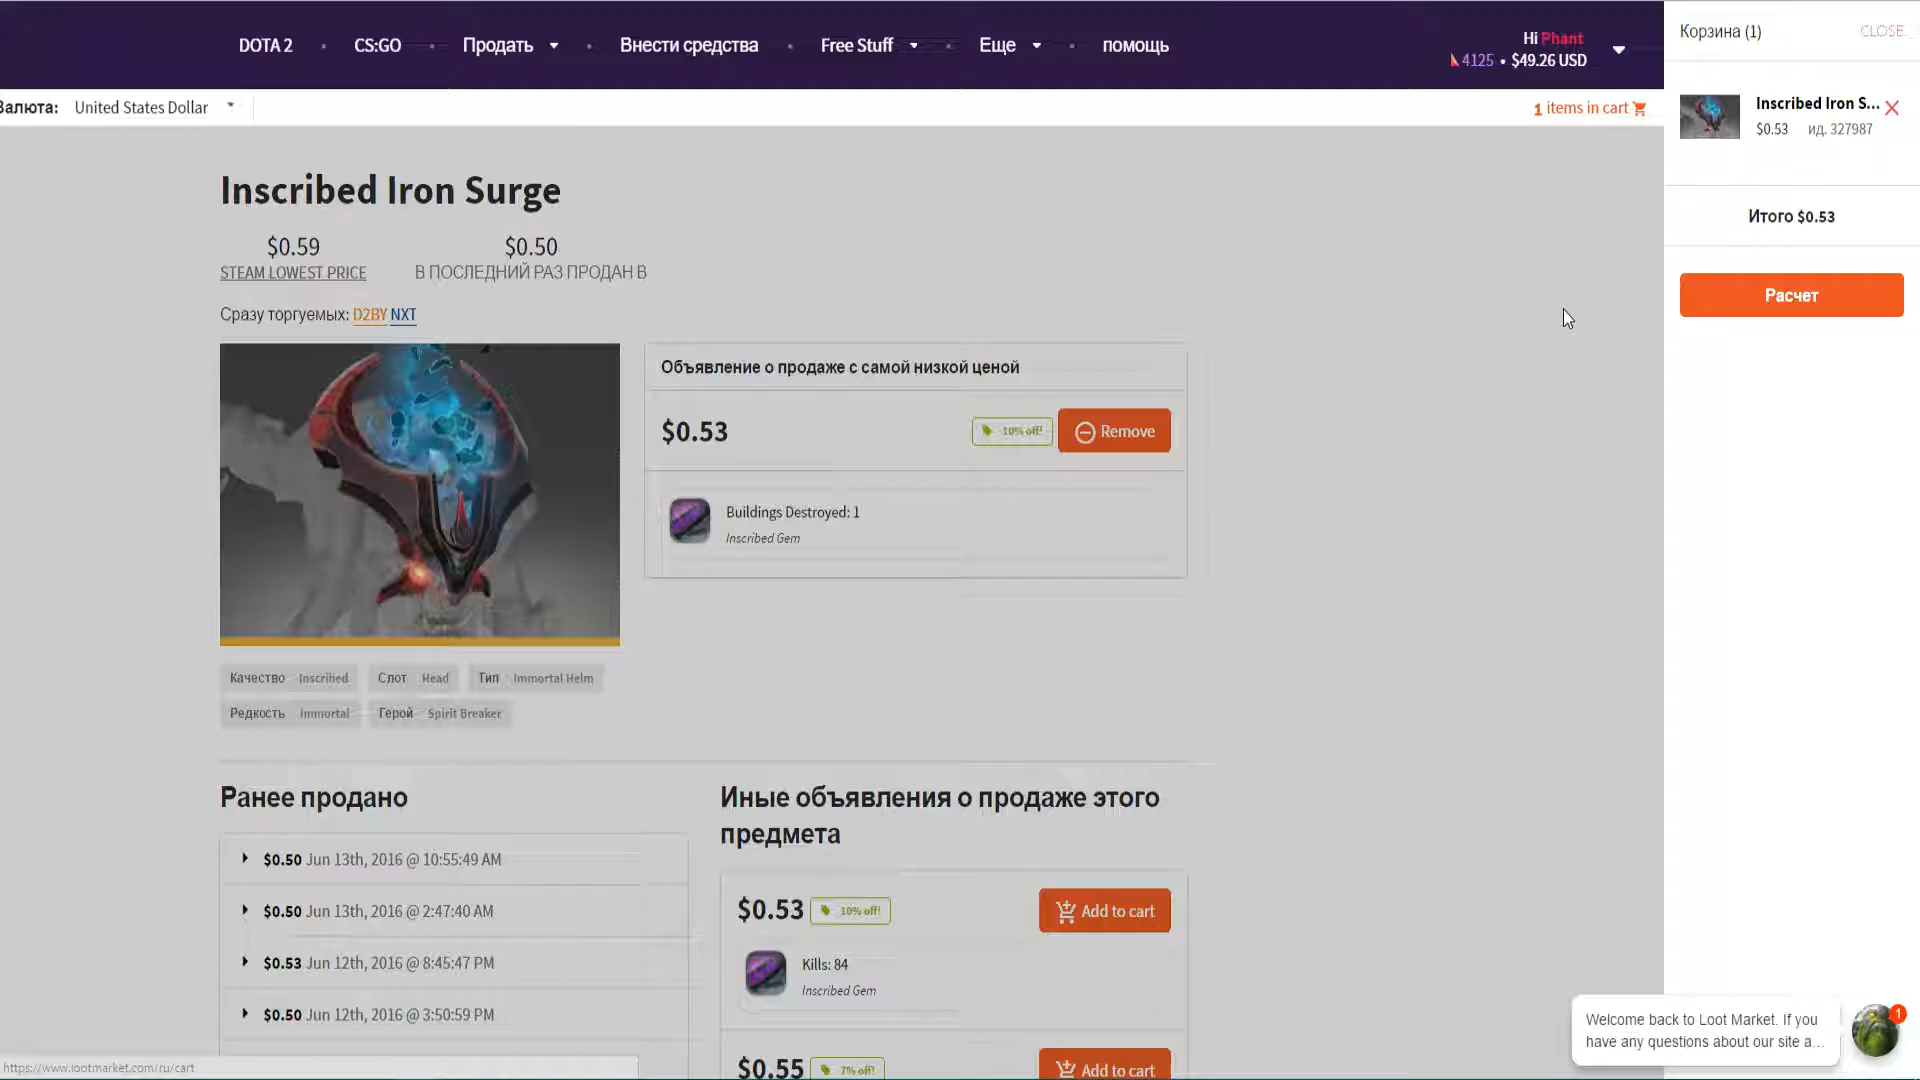 DOTA 2
CS:GO
Продать
Внести средства
Free Stuff
Еще
помощь
Hi Phant
4125 • $49.26 USD
Корзина (1)
CLOSE
Валюта: United States Dollar
1 items in cart
Inscribed Iron S...
$0.53 ид. 327987
Итого $0.53
Расчет
Inscribed Iron Surge
$0.59
STEAM LOWEST PRICE
$0.50
В ПОСЛЕДНИЙ РАЗ ПРОДАН В
Сразу торгуемых: D2BY NXT
Объявление о продаже с самой низкой ценой
$0.53
10% off!
Remove
Buildings Destroyed: 1
Inscribed Gem
Качество Inscribed
Слот Head
Тип Immortal Helm
Редкость Immortal
Герой Spirit Breaker
Ранее продано
$0.50 Jun 13th, 2016 @ 10:55:49 AM
$0.50 Jun 13th, 2016 @ 2:47:40 AM
$0.53 Jun 12th, 2016 @ 8:45:47 PM
$0.50 Jun 12th, 2016 @ 3:50:59 PM
Иные объявления о продаже этого
предмета
$0.53 10% off!
Add to cart
Kills: 84
Inscribed Gem
$0.55 7% off!
Add to cart
Welcome back to Loot Market. If you
have any questions about our site a...
1
https://www.lootmarket.com/ru/cart